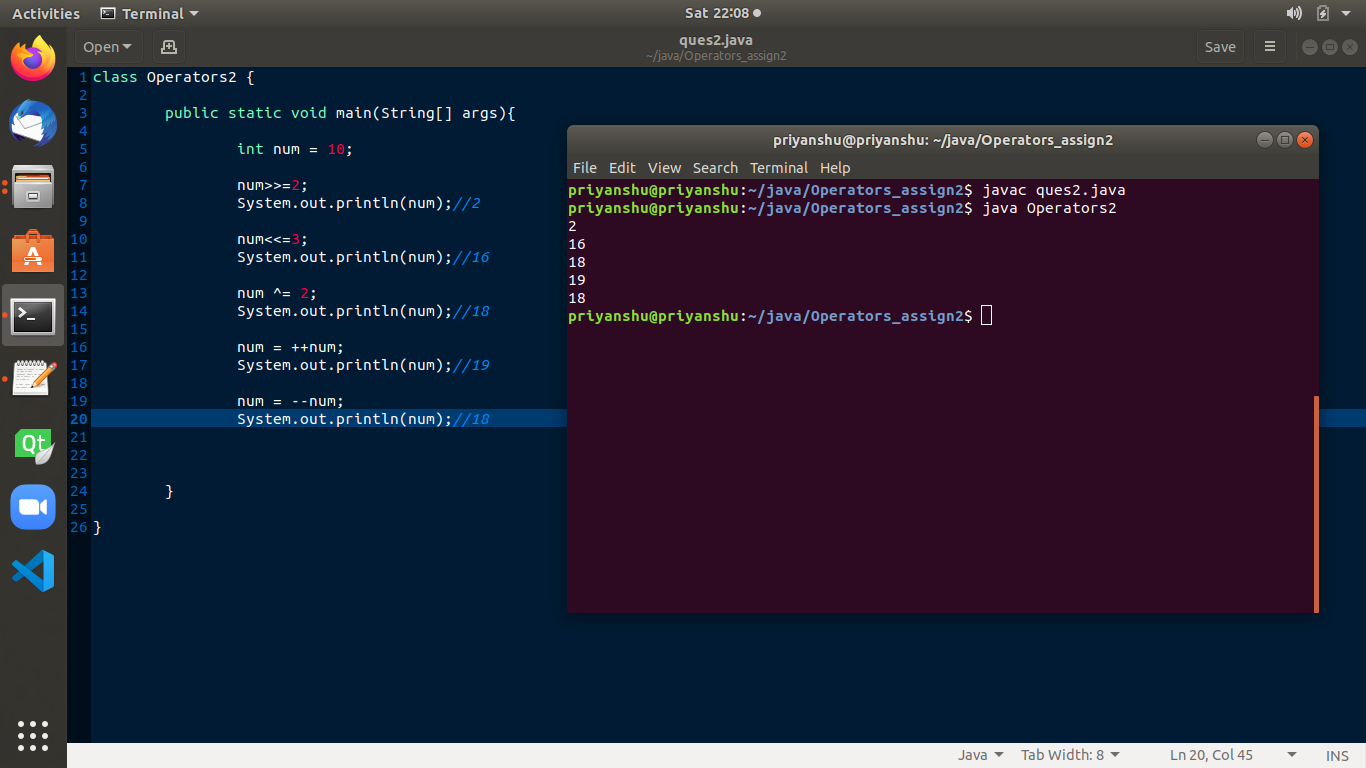 Activities Terminal Sat 22:08
Open ques2.java Save
~/java/Operators_assign2
1 class Operators2 {
2
3 public static void main(String[] args){
4
5 int num = 10;
6
7 num>>=2;
8 System.out.println(num);//2
9
10 num<<=3;
11 System.out.println(num);//16
12
13 num ^= 2;
14 System.out.println(num);//18
15
16 num = ++num;
17 System.out.println(num);//19
18
19 num = --num;
20 System.out.println(num);//18
21
22
23
24 }
25
26 }
priyanshu@priyanshu: ~/java/Operators_assign2
File Edit View Search Terminal Help
priyanshu@priyanshu:~/java/Operators_assign2$ javac ques2.java
priyanshu@priyanshu:~/java/Operators_assign2$ java Operators2
2
16
18
19
18
priyanshu@priyanshu:~/java/Operators_assign2$
Qt
Java Tab Width: 8 Ln 20, Col 45 INS